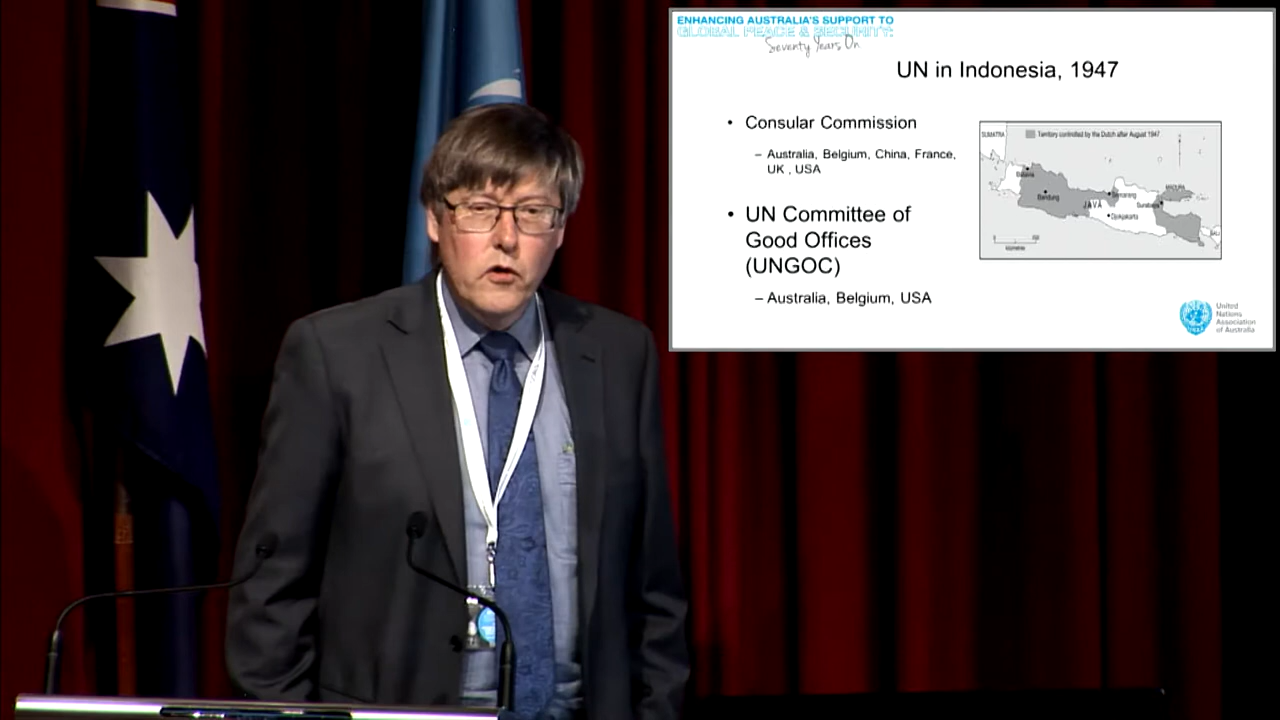 ENHANCING AUSTRALIA'S SUPPORT TO
GLOBAL PEACE & SECURITY:
Seventy Years On
UN in Indonesia, 1947
• Consular Commission
– Australia, Belgium, China, France,
UK , USA
• UN Committee of
Good Offices
(UNGOC)
– Australia, Belgium, USA
SUMATRA
Territory controlled by the Dutch after August 1947
Batavia
Bandung
JAVA
Semarang
Djokjakarta
Surabaya
MADURA
BALI
kilometres
United
Nations
Association
of Australia